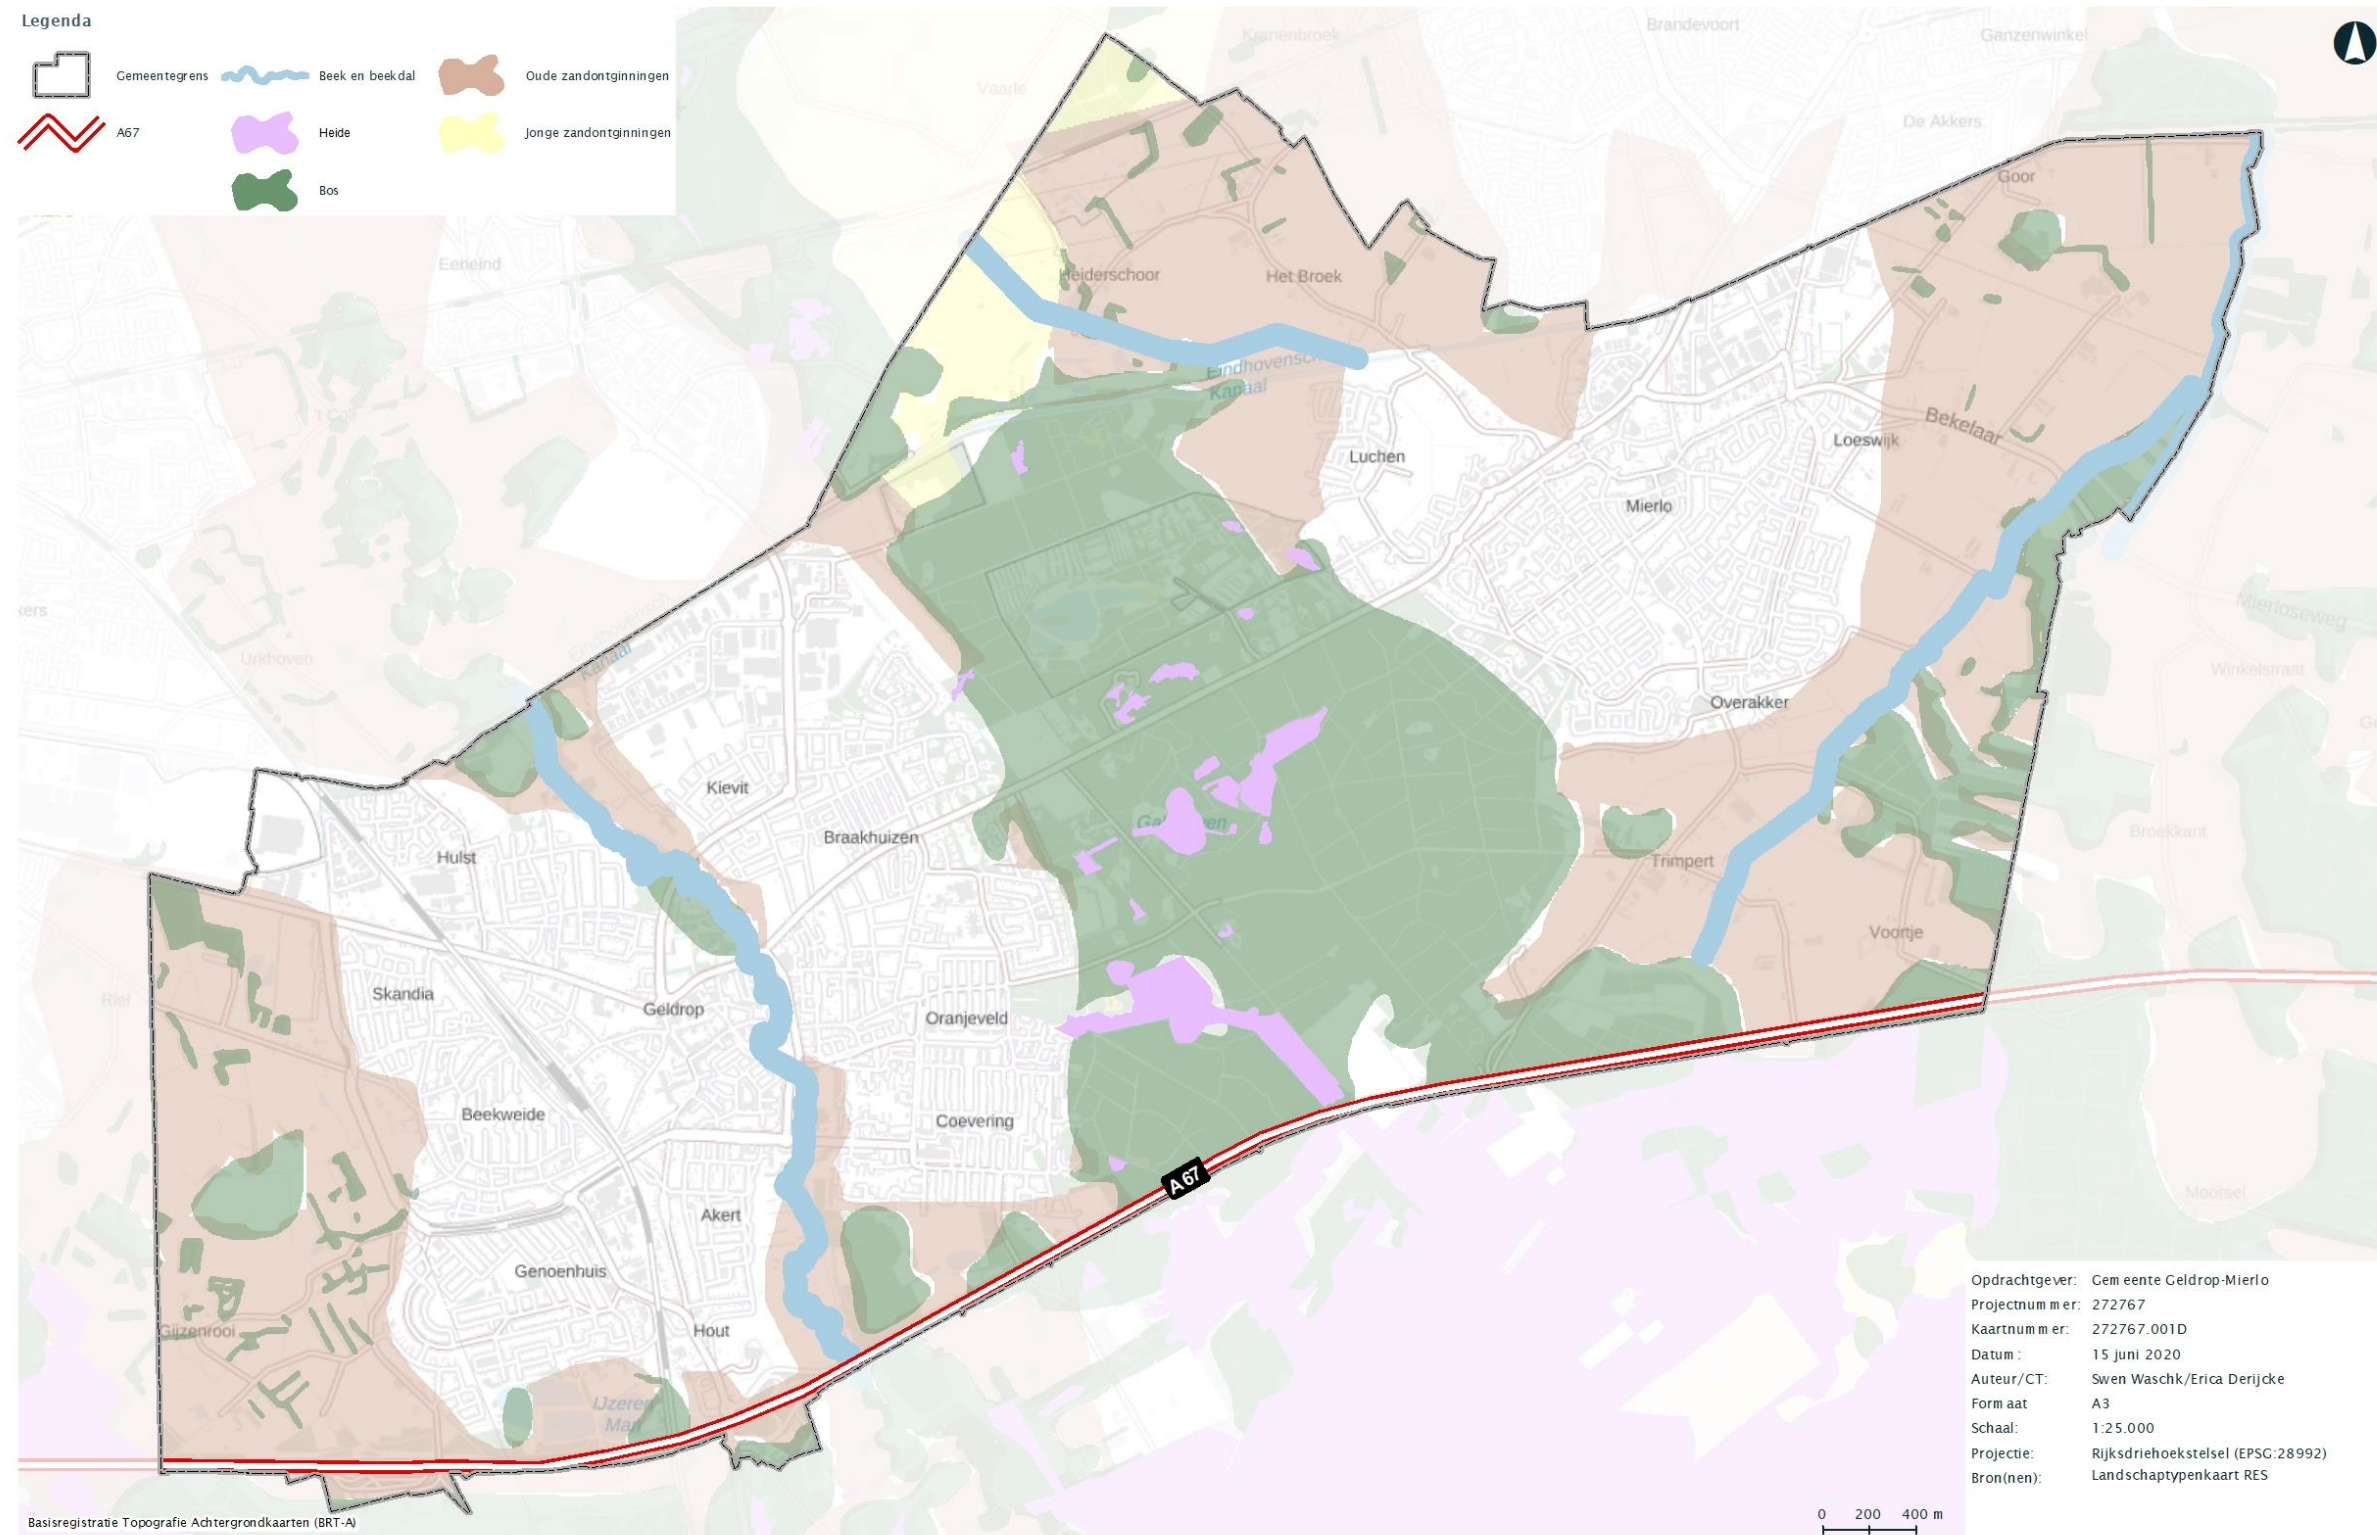 Legenda
Gemeentegrens
Beek en beekdal
Oude zandontginningen
A67
Heide
Jonge zandontginningen
Bos
Kranenbroek
Brandevoort
Ganzenwinkel
Vaarle
De Akkers
Goor
Eeneind
Heiderschoor
Het Broek
Eindhovensch
Kanaal
Bekelaar
Luchen
Loeswijk
Mierlo
Mierloseweg
Eindhovensch
Kanaal
Urkhoven
Winkelstraat
Overakker
Kievit
Braakhuizen
Hulst
Broekkant
Trimpert
Voortje
Skandia
Riel
Geldrop
Oranjeveld
Beekweide
Coevering
A67
Moorsel
Akert
Genoenhuis
Gijzenrooi
Hout
IJzeren
Man
Opdrachtgever: Gemeente Geldrop-Mierlo
Projectnummer: 272767
Kaartnummer: 272767.001D
Datum: 15 juni 2020
Auteur/CT: Swen Waschk/Erica Derijcke
Formaat A3
Schaal: 1:25.000
Projectie: Rijksdriehoekstelsel (EPSG:28992)
Bron(nen): Landschaptypenkaart RES
0 200 400 m
Basisregistratie Topografie Achtergrondkaarten (BRT-A)